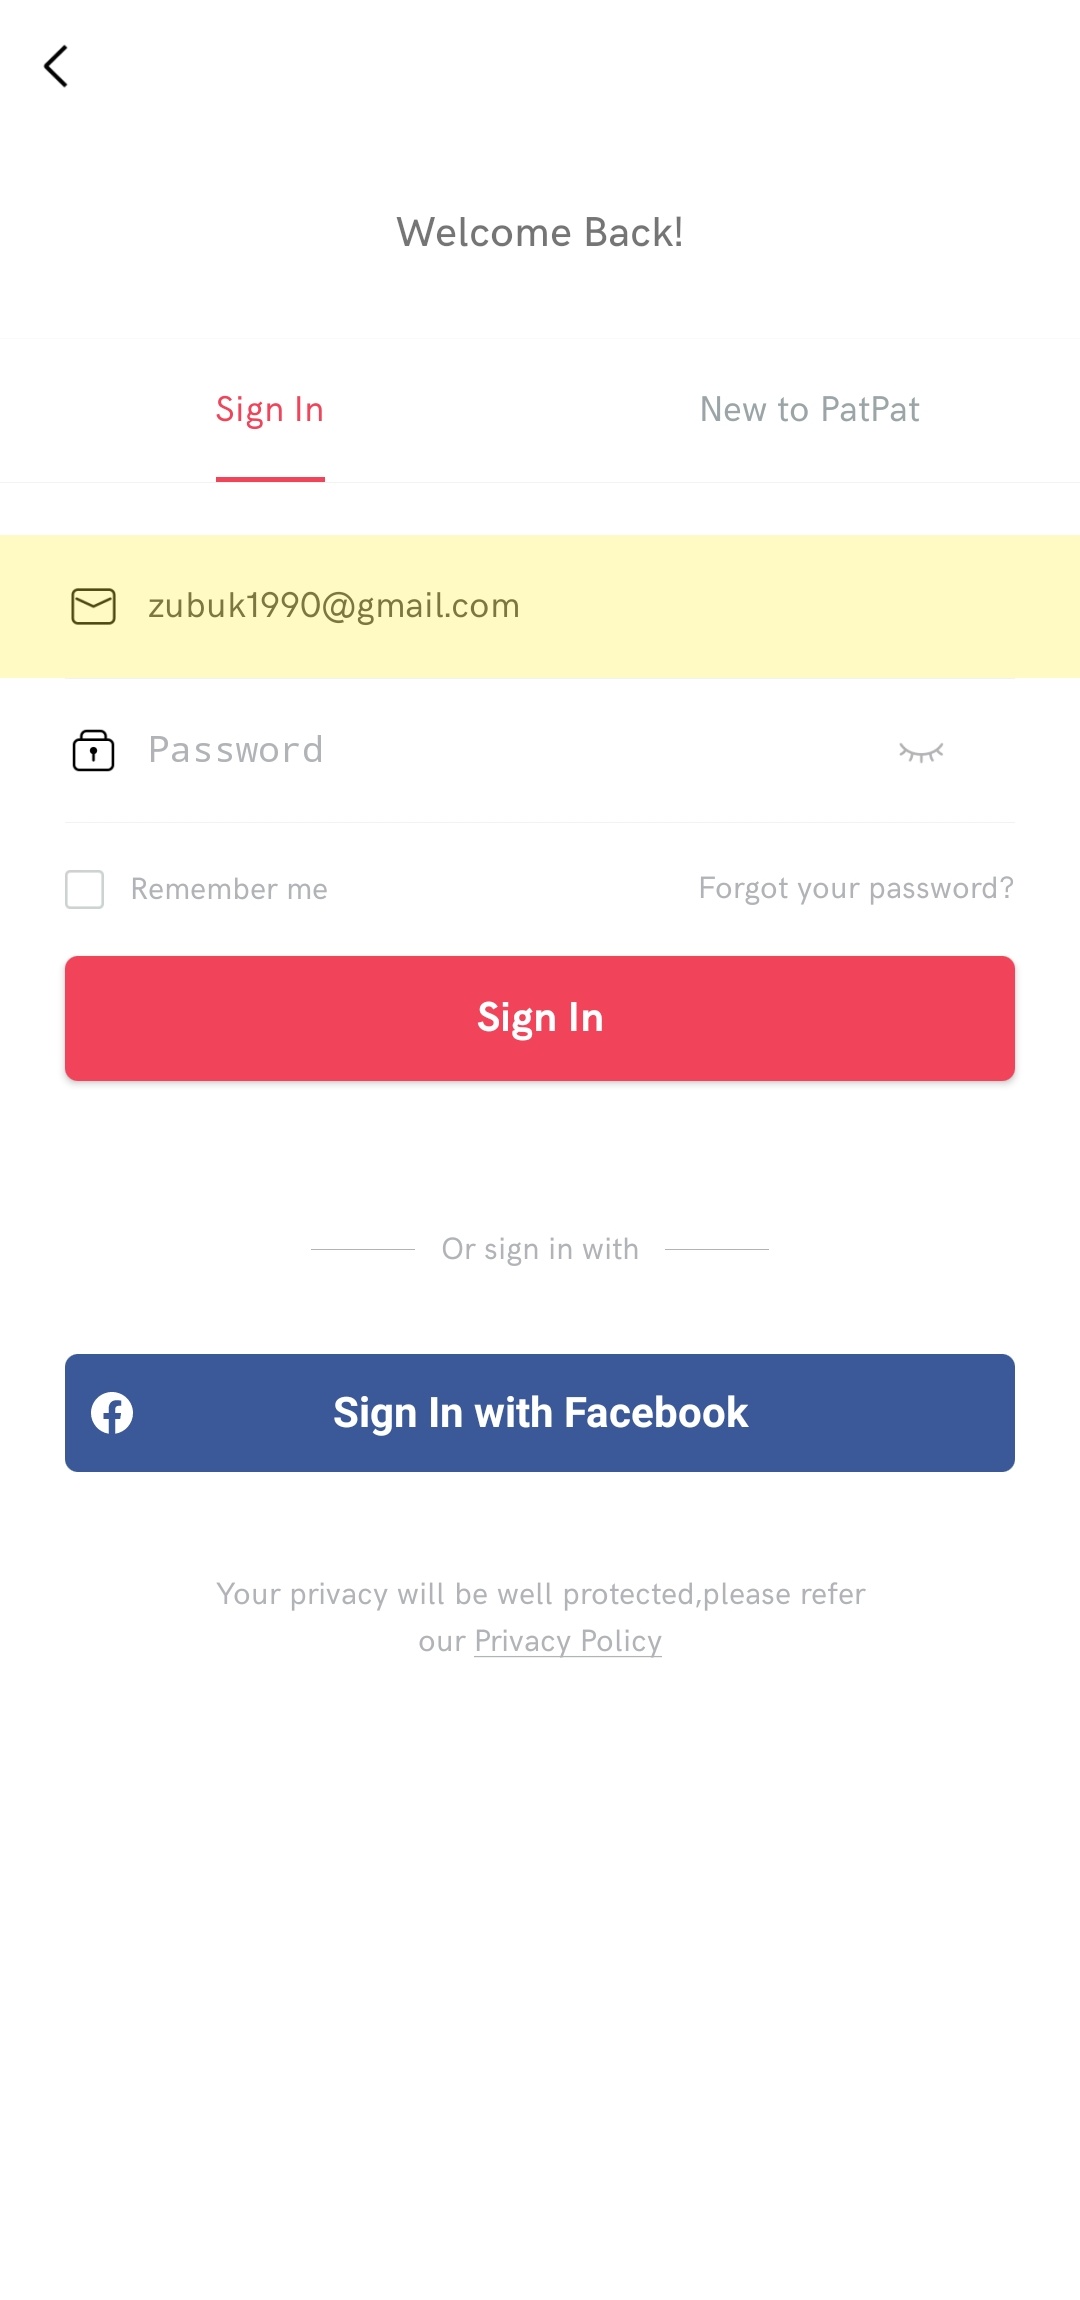 Welcome Back!
Sign In
New to PatPat
zubuk1990@gmail.com
Password
Remember me
Forgot your password?
Sign In
Or sign in with
Sign In with Facebook
Your privacy will be well protected,please refer
our Privacy Policy